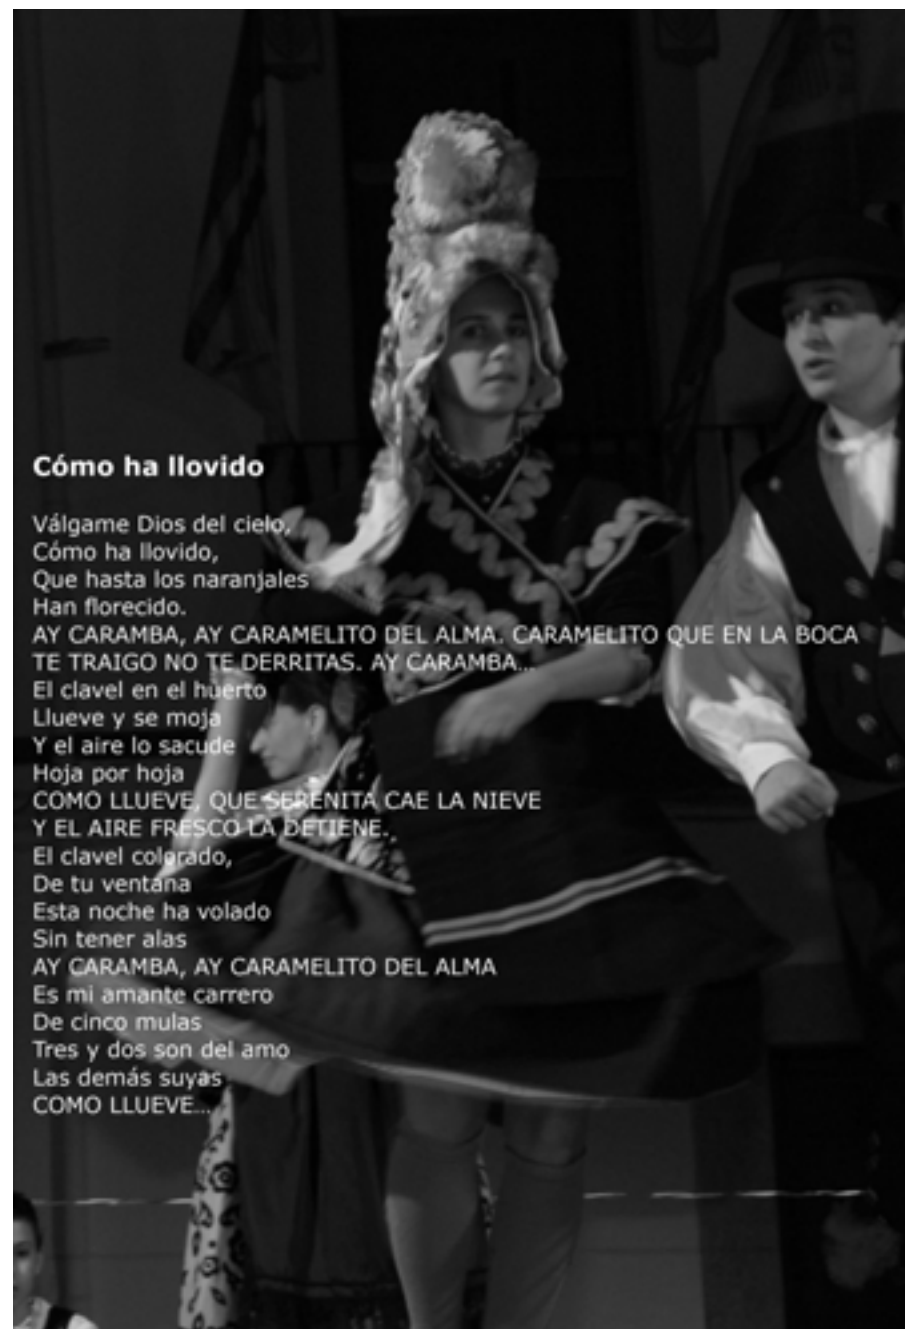 Cómo ha llovido
Válgame Dios del cielo,
Cómo ha llovido,
Que hasta los naranjales
Han florecido.
AY CARAMBA, AY CARAMELITO DEL ALMA. CARAMELITO QUE EN LA BOCA
TE TRAIGO NO TE DERRITAS. AY CARAMBA...
El clavel en el huerto
Llueve y se moja
Y el aire lo sacude
Hoja por hoja
COMO LLUEVE, QUE SERENITA CAE LA NIEVE
Y EL AIRE FRESCO LA DETIENE.
El clavel colorado,
De tu ventana
Esta noche ha volado
Sin tener alas
AY CARAMBA, AY CARAMELITO DEL ALMA
Es mi amante carrero
De cinco mulas
Tres y dos son del amo
Las demás suyas
COMO LLUEVE...